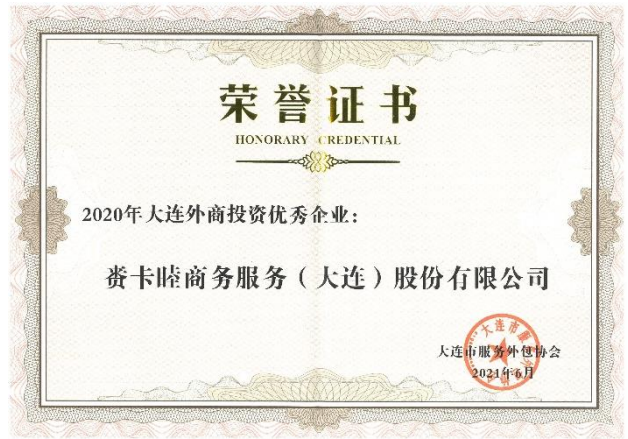 荣誉证书
HONORARY CREDENTIAL
2020年大连外商投资优秀企业：
赉卡睦商务服务（大连）股份有限公司
大连市服务外包协会
2021年6月